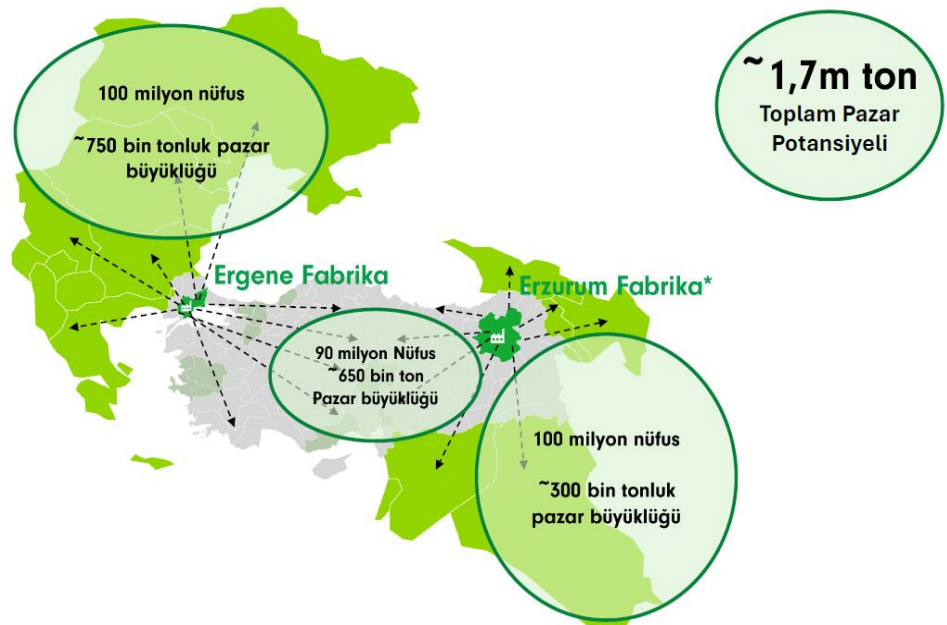 100 milyon nüfus
~750 bin tonluk pazar
büyüklüğü
~1,7m ton
Toplam Pazar
Potansiyeli
Ergene Fabrika
Erzurum Fabrika*
90 milyon Nüfus
~650 bin ton
Pazar büyüklüğü
100 milyon nüfus
~300 bin tonluk
pazar büyüklüğü